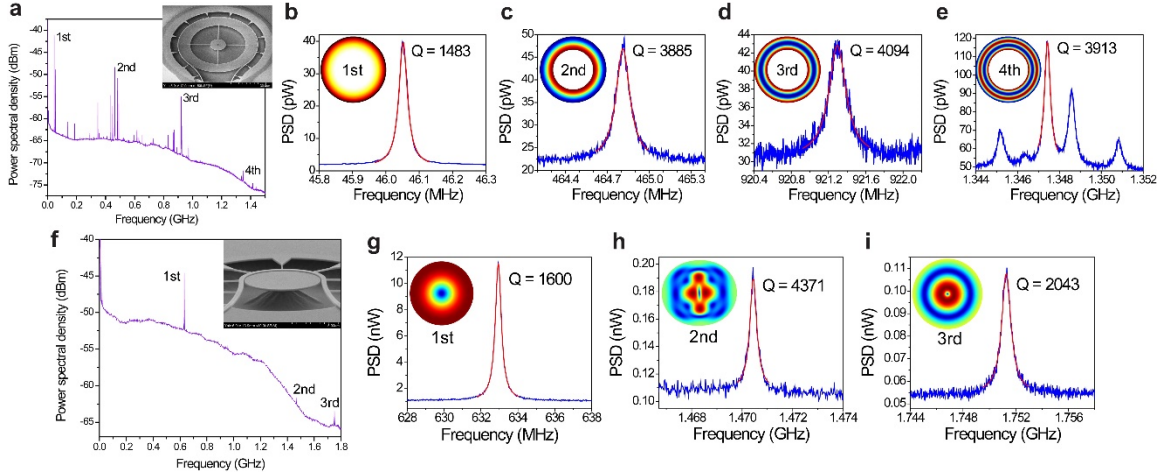 a
Power spectral density (dBm)
-40
-45
-50
-55
-60
-65
-70
-75
1st
2nd
3rd
4th
0.0 0.3 0.6 0.9 1.2 1.5
Frequency (GHz)
b
PSD (pW)
40
30
20
10
0
1st
Q = 1483
45.8 45.9 46.0 46.1 46.2 46.3
Frequency (MHz)
c
PSD (pW)
50
45
40
35
30
25
20
2nd
Q = 3885
464.4 464.7 465.0 465.3
Frequency (MHz)
d
PSD (pW)
44
42
40
38
36
34
32
30
3rd
Q = 4094
920.4 920.8 921.2 921.6 922.0
Frequency (MHz)
e
PSD (pW)
120
110
100
90
80
70
60
50
4th
Q = 3913
1.344 1.346 1.348 1.350 1.352
Frequency (GHz)
f
Power spectral density (dBm)
-40
-45
-50
-55
-60
-65
1st
2nd
3rd
0.0 0.2 0.4 0.6 0.8 1.0 1.2 1.4 1.6 1.8
Frequency (GHz)
g
PSD (nW)
12
10
8
6
4
2
1st
Q = 1600
628 630 632 634 636 638
Frequency (MHz)
h
PSD (nW)
0.20
0.18
0.16
0.14
0.12
0.10
2nd
Q = 4371
1.468 1.470 1.472 1.474
Frequency (GHz)
i
PSD (nW)
0.11
0.10
0.09
0.08
0.07
0.06
0.05
3rd
Q = 2043
1.744 1.748 1.752 1.756
Frequency (GHz)